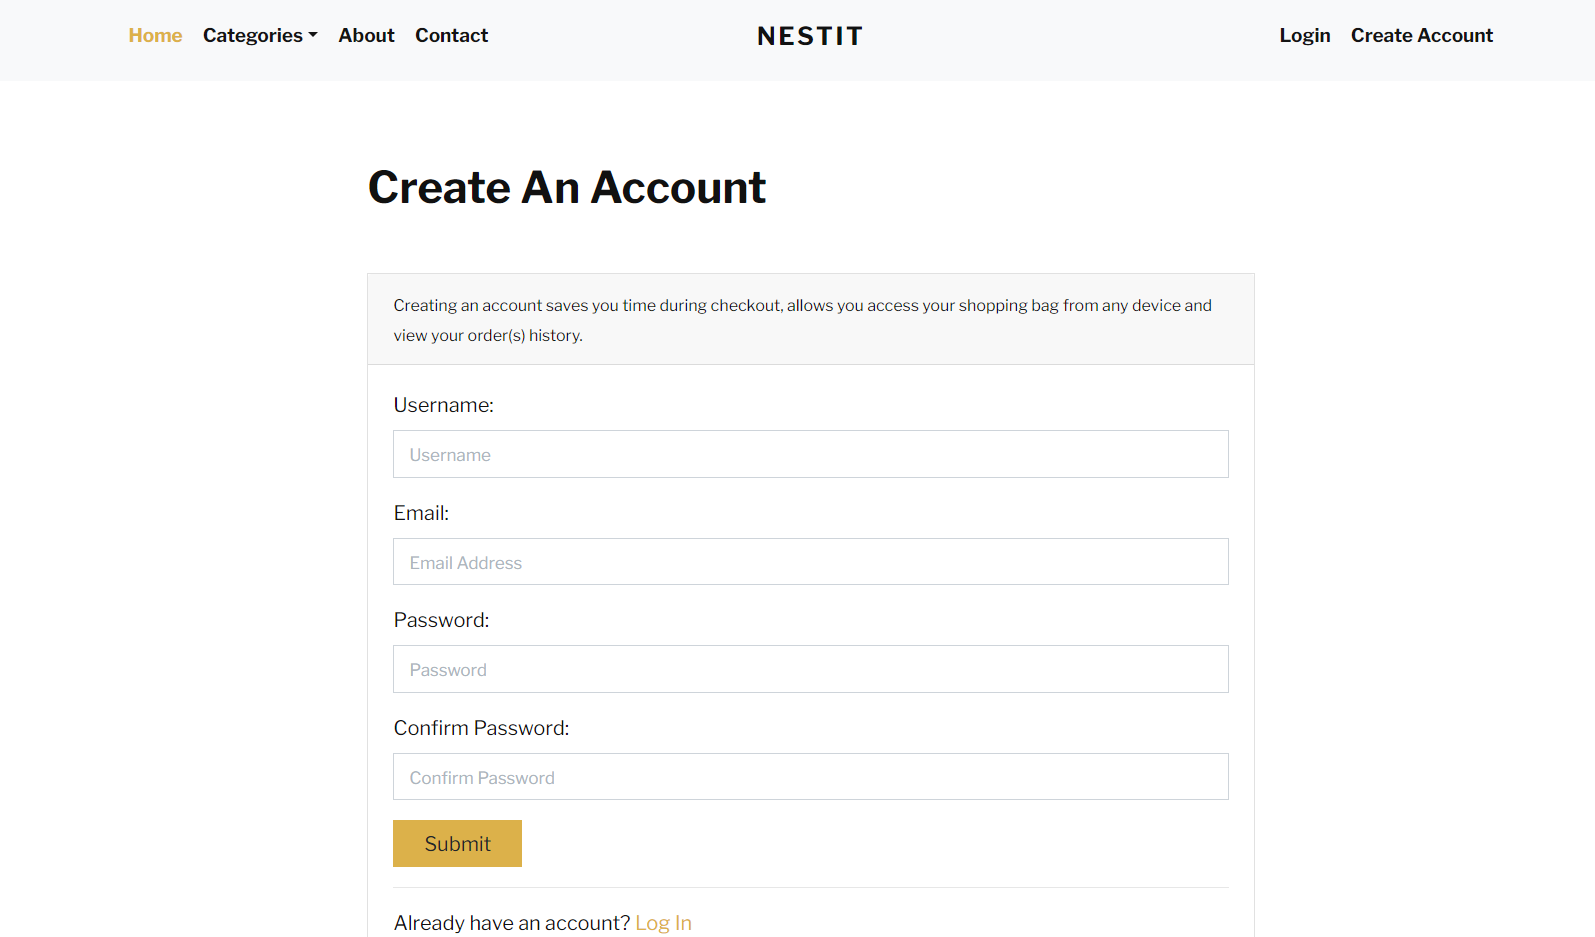 Home Categories About Contact NESTIT Login Create Account
Create An Account
Creating an account saves you time during checkout, allows you access your shopping bag from any device and
view your order(s) history.
Username:
Username
Email:
Email Address
Password:
Password
Confirm Password:
Confirm Password
Submit
Already have an account? Log In